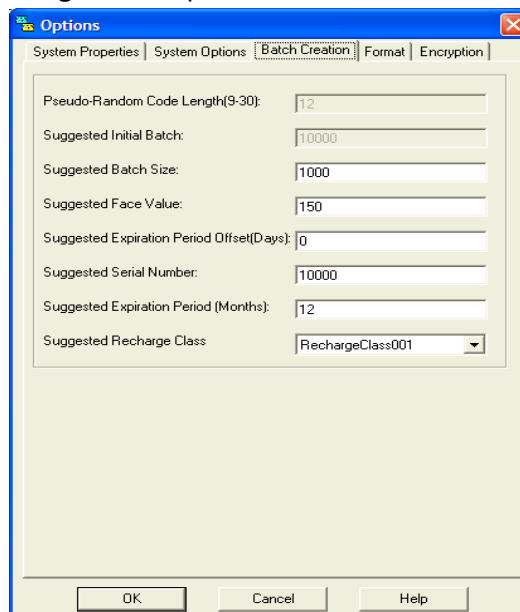 Options
System Properties System Options Batch Creation Format Encryption
Pseudo-Random Code Length(9-30): 12
Suggested Initial Batch: 10000
Suggested Batch Size: 1000
Suggested Face Value: 150
Suggested Expiration Period Offset(Days): 0
Suggested Serial Number: 10000
Suggested Expiration Period (Months): 12
Suggested Recharge Class RechargeClass001
OK Cancel Help